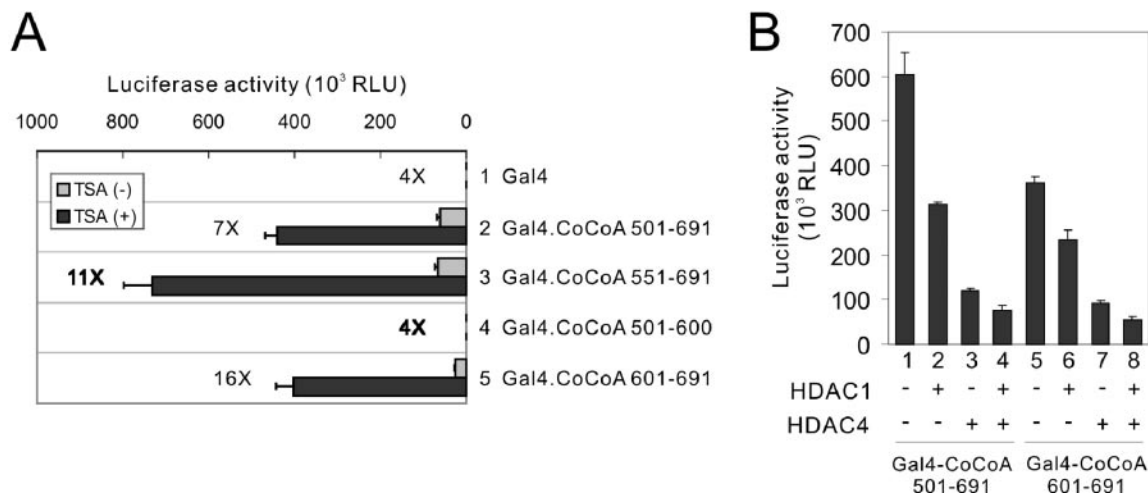 A
Luciferase activity (10³ RLU)
1000 800 600 400 200 0
TSA (-)
TSA (+)
4X 1 Gal4
7X 2 Gal4.CoCoA 501-691
11X 3 Gal4.CoCoA 551-691
4X 4 Gal4.CoCoA 501-600
16X 5 Gal4.CoCoA 601-691
B
Luciferase activity
(10³ RLU)
700
600
500
400
300
200
100
0
1 2 3 4 5 6 7 8
HDAC1 - + - + - + - +
HDAC4 - - + + - - + +
Gal4-CoCoA Gal4-CoCoA
501-691 601-691